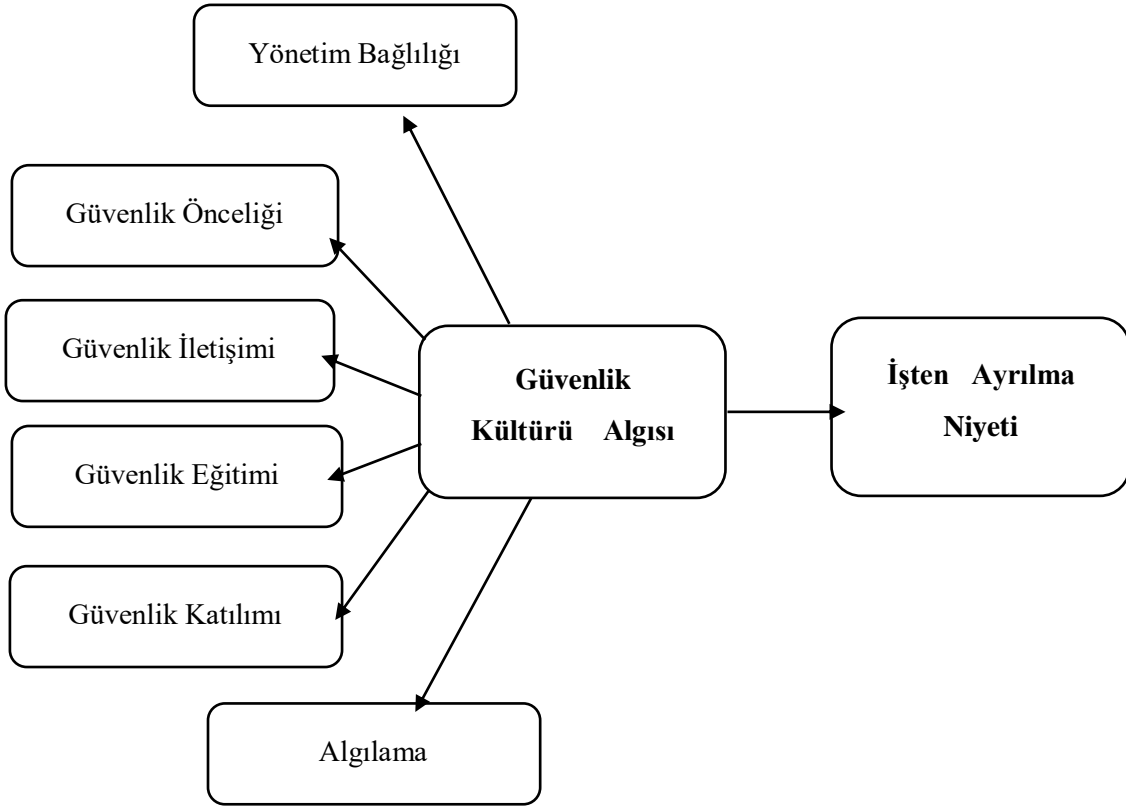 Yönetim Bağlılığı
Güvenlik Önceliği
Güvenlik İletişimi
Güvenlik Eğitimi
Güvenlik Katılımı
Algılama
Güvenlik
Kültürü Algısı
İşten Ayrılma
Niyeti